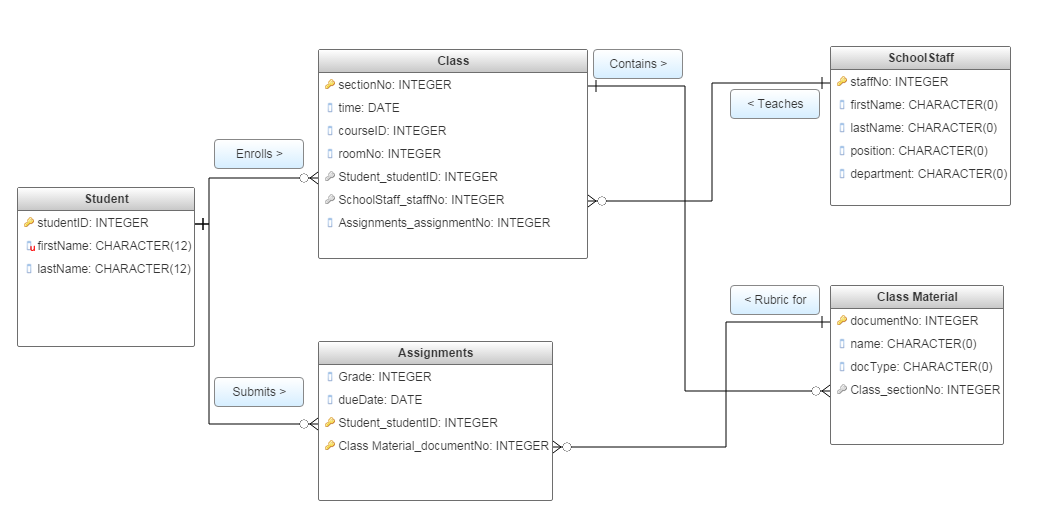 Class
sectionNo: INTEGER
time: DATE
courseID: INTEGER
roomNo: INTEGER
Student_studentID: INTEGER
SchoolStaff_staffNo: INTEGER
Assignments_assignmentNo: INTEGER
Contains >
SchoolStaff
staffNo: INTEGER
firstName: CHARACTER(0)
lastName: CHARACTER(0)
position: CHARACTER(0)
department: CHARACTER(0)
< Teaches
Enrolls >
Student
studentID: INTEGER
u firstName: CHARACTER(12)
lastName: CHARACTER(12)
< Rubric for
Class Material
documentNo: INTEGER
name: CHARACTER(0)
docType: CHARACTER(0)
Class_sectionNo: INTEGER
Assignments
Grade: INTEGER
dueDate: DATE
Student_studentID: INTEGER
Class Material_documentNo: INTEGER
Submits >